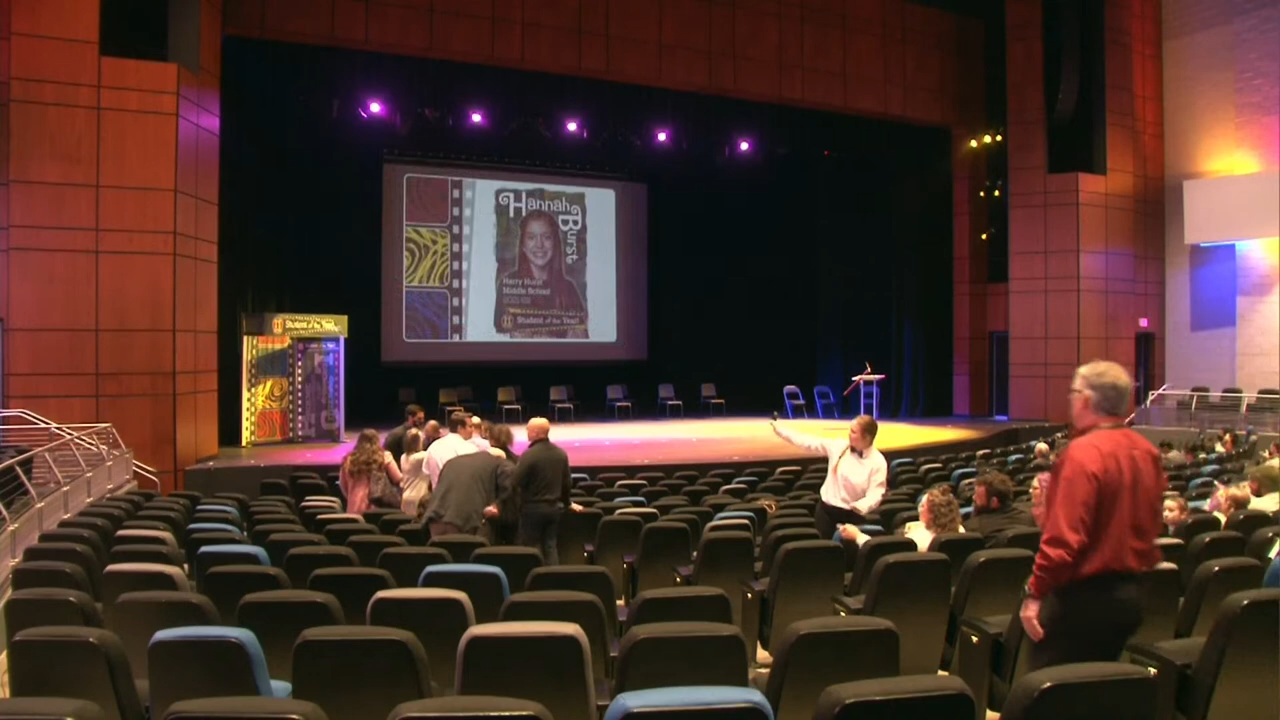 Hannah
Burst
Harry Hurst
Middle School
Student of the Year
Student of the Year